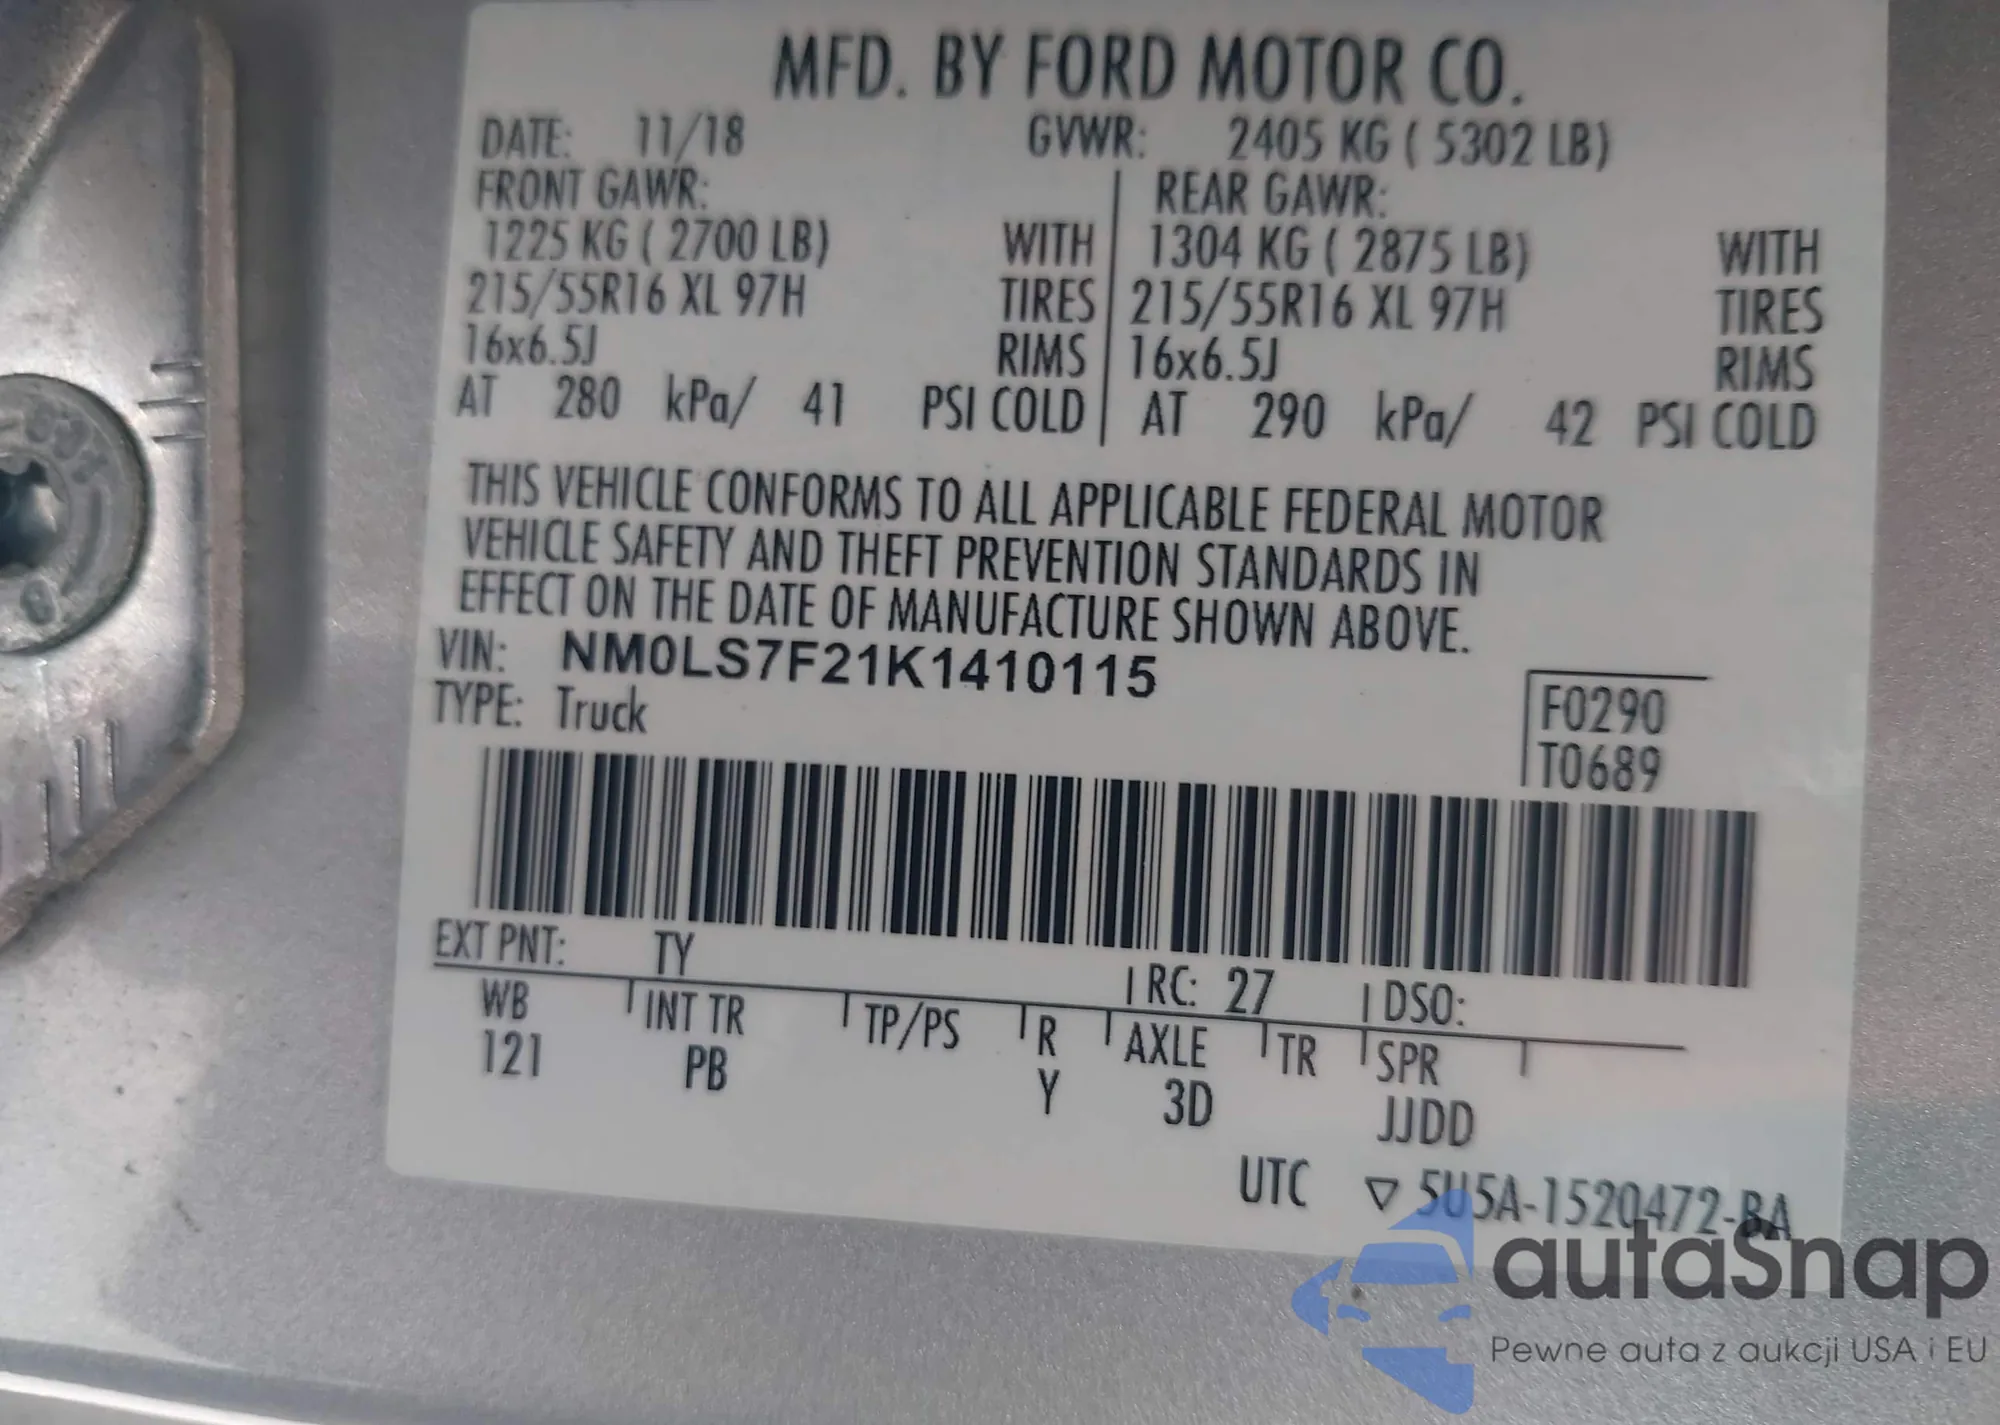 MFD. BY FORD MOTOR CO.
DATE: 11/18 GVWR: 2405 KG ( 5302 LB)
FRONT GAWR: REAR GAWR:
1225 KG ( 2700 LB) WITH 1304 KG ( 2875 LB) WITH
215/55R16 XL 97H TIRES 215/55R16 XL 97H TIRES
16x6.5J RIMS 16x6.5J RIMS
AT 280 kPa/ 41 PSI COLD AT 290 kPa/ 42 PSI COLD
THIS VEHICLE CONFORMS TO ALL APPLICABLE FEDERAL MOTOR
VEHICLE SAFETY AND THEFT PREVENTION STANDARDS IN
EFFECT ON THE DATE OF MANUFACTURE SHOWN ABOVE.
VIN: NM0LS7F21K1410115
TYPE: Truck
F0290
T0689
EXT PNT: TY RC: 27 DSO:
WB INT TR TP/PS R AXLE TR SPR
121 PB Y 3D JJDD
UTC ▽ 5U5A-1520472-BA
autaSnap
Pewne auta z aukcji USA i EU